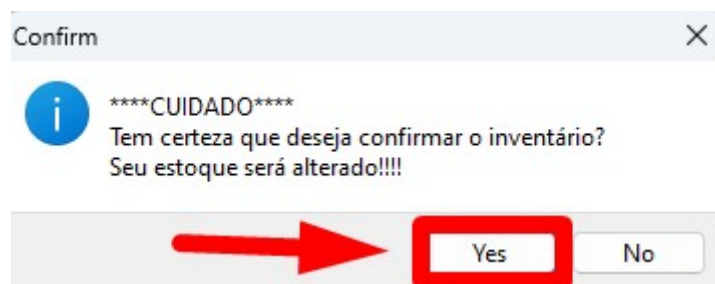 Confirm
****CUIDADO****
Tem certeza que deseja confirmar o inventário?
Seu estoque será alterado!!!!
Yes
No